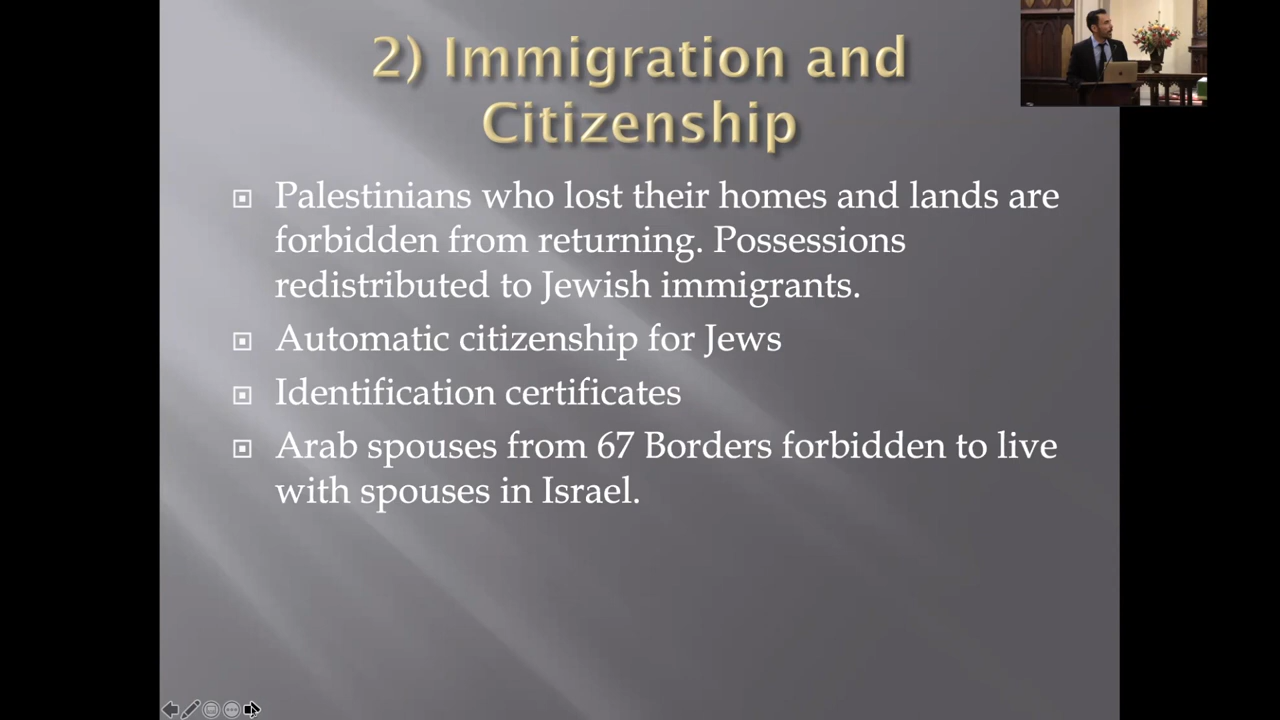 2) Immigration and
Citizenship
Palestinians who lost their homes and lands are
forbidden from returning. Possessions
redistributed to Jewish immigrants.
Automatic citizenship for Jews
Identification certificates
Arab spouses from 67 Borders forbidden to live
with spouses in Israel.